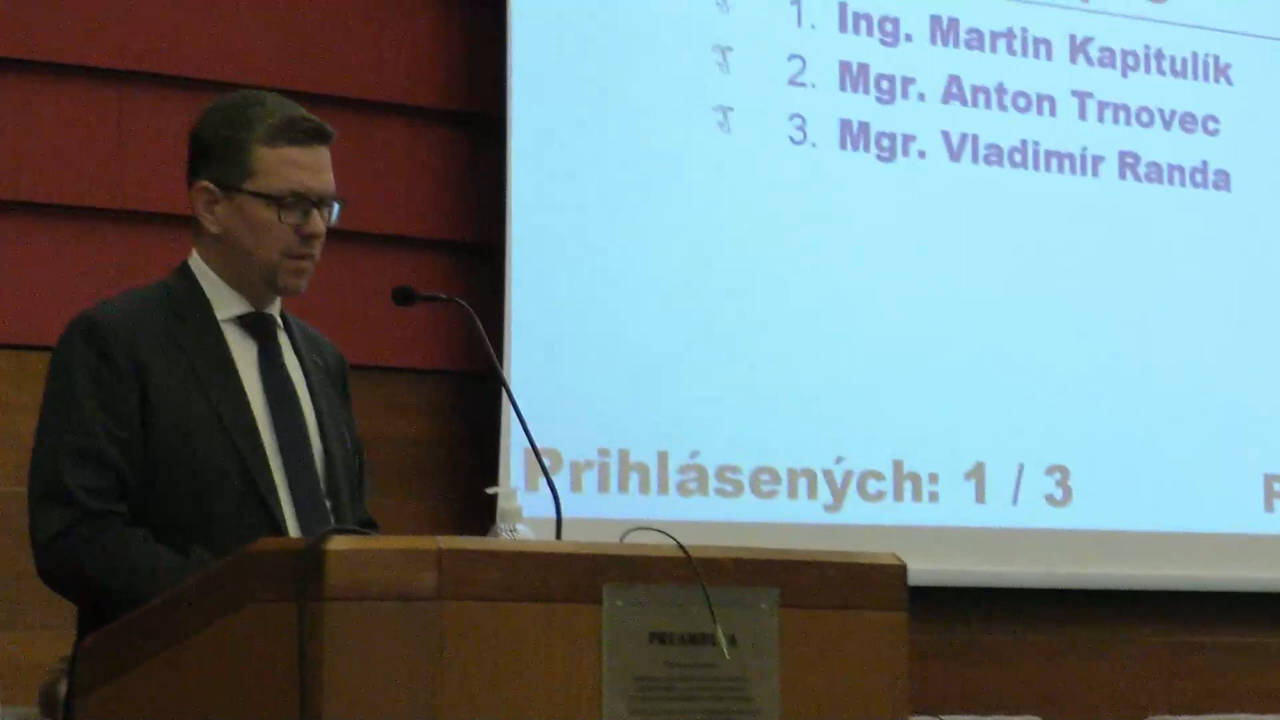 1. Ing. Martin Kapitulík
2. Mgr. Anton Trnovec
3. Mgr. Vladimír Randa
Prihlásených: 1 / 3
PREAMBULA